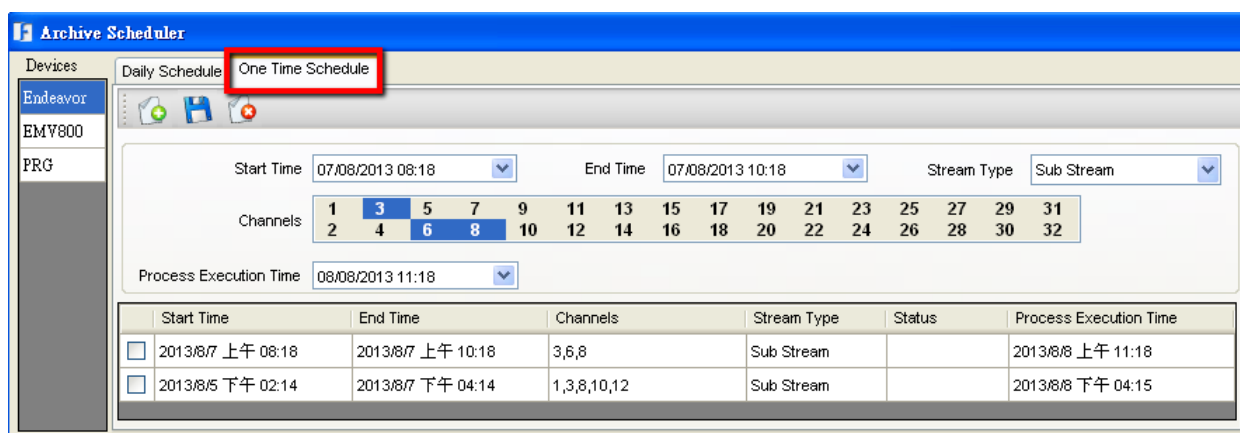 Archive Scheduler
Devices
Daily Schedule One Time Schedule
Endeavor
EMV800
PRG
Start Time 07/08/2013 08:18 End Time 07/08/2013 10:18 Stream Type Sub Stream
Channels
1 3 5 7 9 11 13 15 17 19 21 23 25 27 29 31
2 4 6 8 10 12 14 16 18 20 22 24 26 28 30 32
Process Execution Time 08/08/2013 11:18
Start Time End Time Channels Stream Type Status Process Execution Time
2013/8/7 上午 08:18 2013/8/7 上午 10:18 3,6,8 Sub Stream 2013/8/8 上午 11:18
2013/8/5 下午 02:14 2013/8/7 下午 04:14 1,3,8,10,12 Sub Stream 2013/8/8 下午 04:15